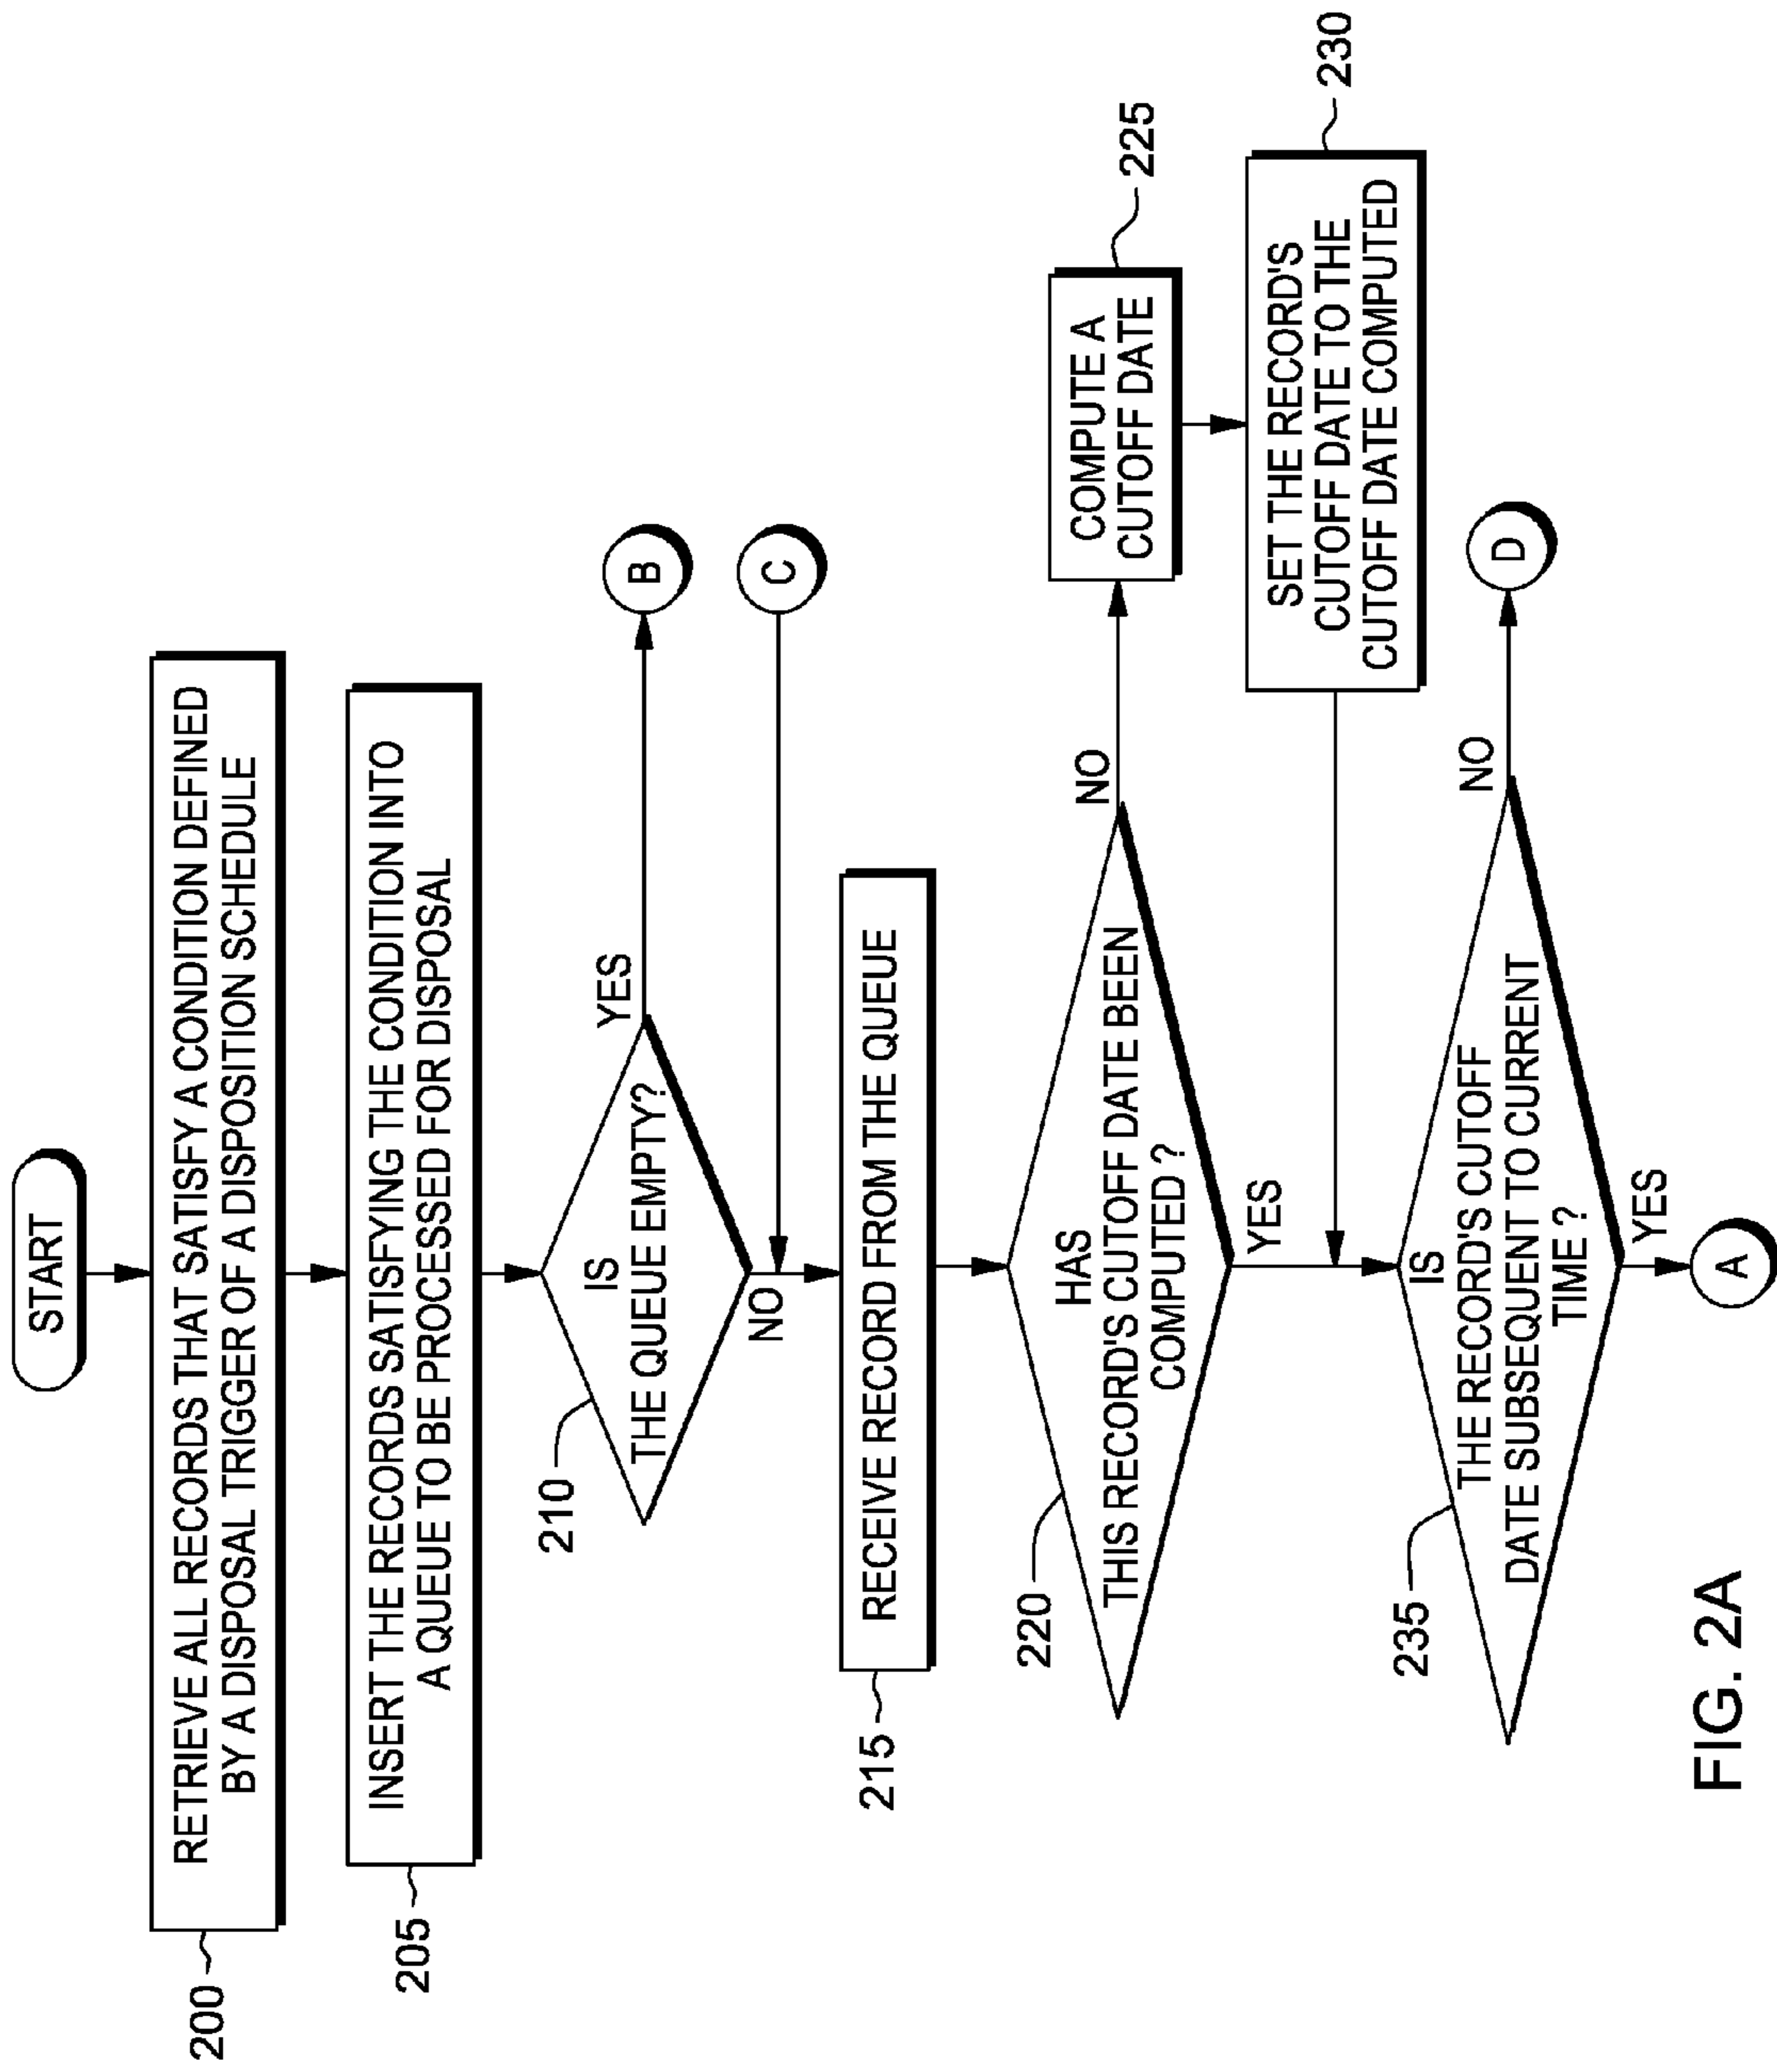 START
RETRIEVE ALL RECORDS THAT SATISFY A CONDITION DEFINED
BY A DISPOSAL TRIGGER OF A DISPOSITION SCHEDULE
200
INSERT THE RECORDS SATISFYING THE CONDITION INTO
A QUEUE TO BE PROCESSED FOR DISPOSAL
205
210
IS
THE QUEUE EMPTY?
YES
B
NO
C
RECEIVE RECORD FROM THE QUEUE
215
220
HAS
THIS RECORD'S CUTOFF DATE BEEN
COMPUTED ?
NO
COMPUTE A
CUTOFF DATE
225
YES
SET THE RECORD'S
CUTOFF DATE TO THE
CUTOFF DATE COMPUTED
230
235
IS
THE RECORD'S CUTOFF
DATE SUBSEQUENT TO CURRENT
TIME ?
NO
D
YES
A
FIG. 2A